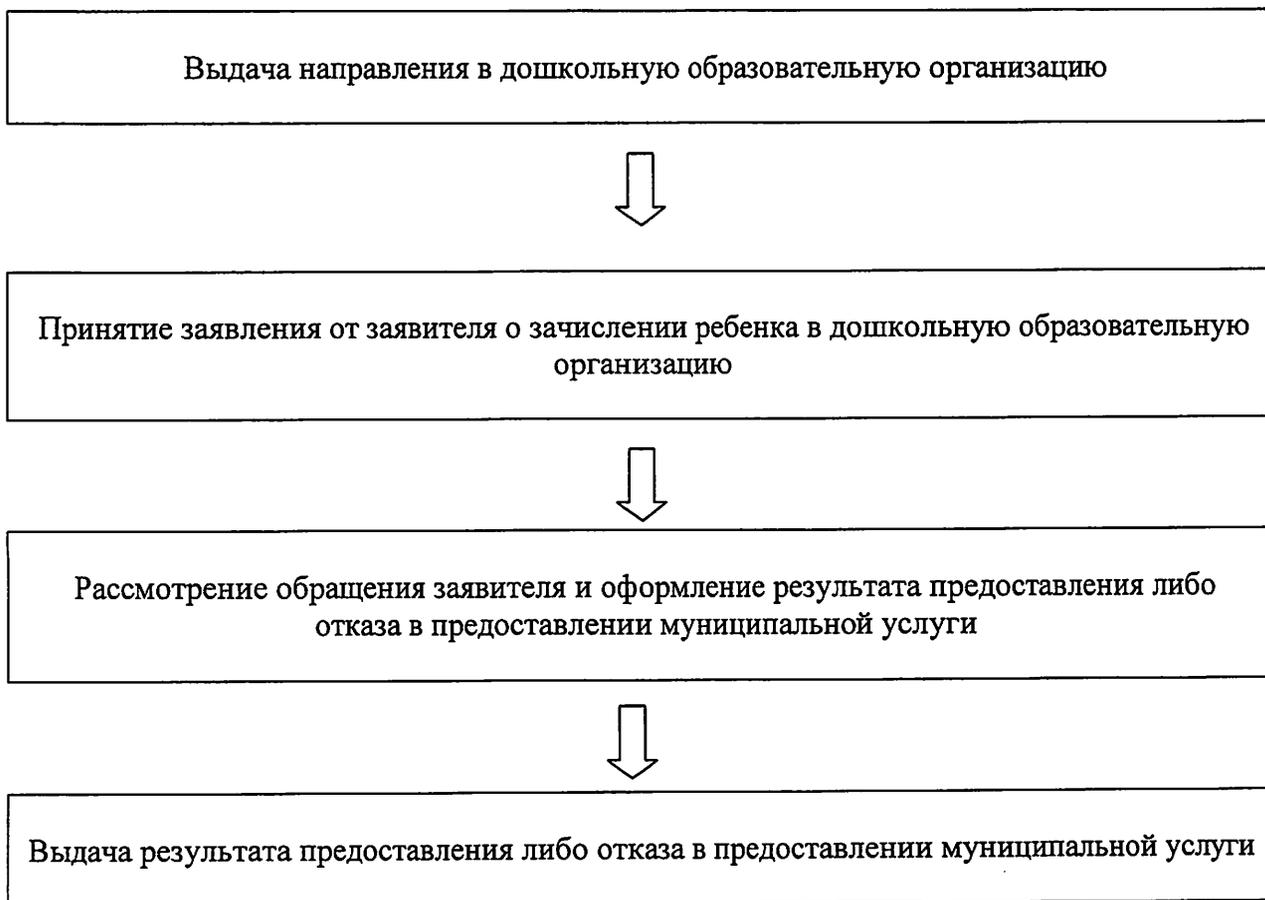 Выдача направления в дошкольную образовательную организацию
Принятие заявления от заявителя о зачислении ребенка в дошкольную образовательную
организацию
Рассмотрение обращения заявителя и оформление результата предоставления либо
отказа в предоставлении муниципальной услуги
Выдача результата предоставления либо отказа в предоставлении муниципальной услуги